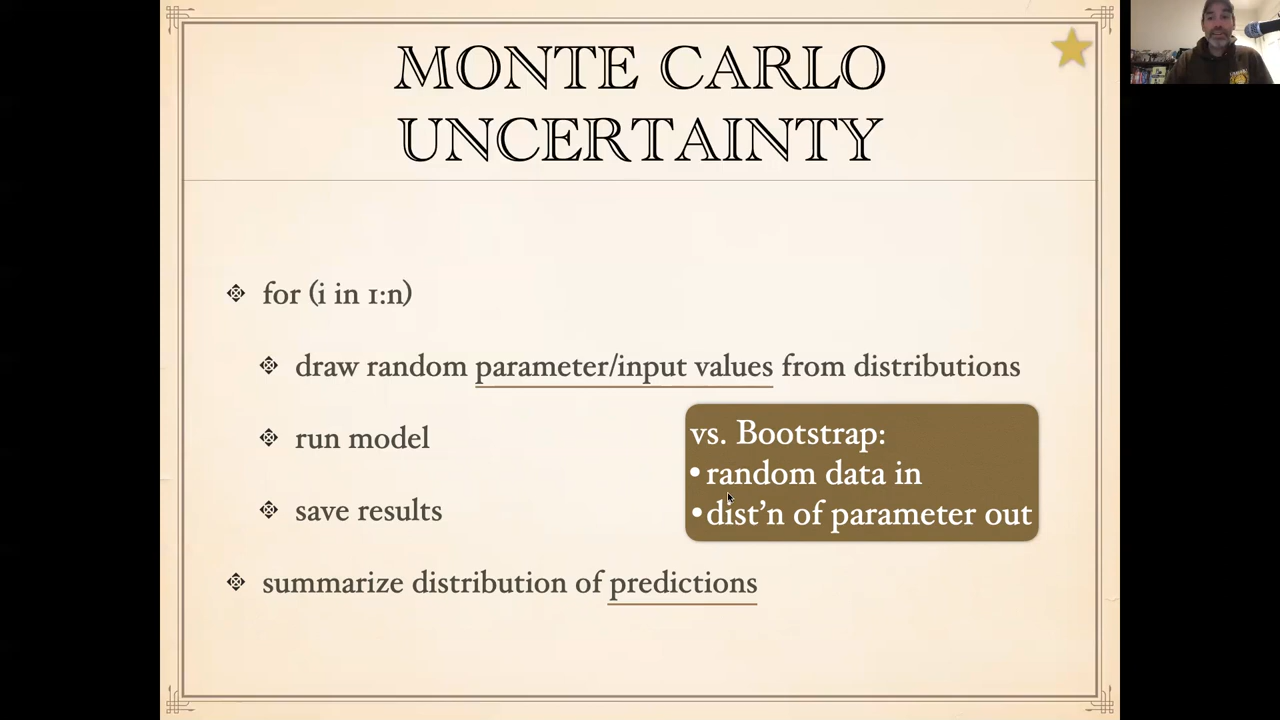 MONTE CARLO
UNCERTAINTY
for (i in 1:n)
draw random parameter/input values from distributions
run model
save results
vs. Bootstrap:
• random data in
• dist’n of parameter out
summarize distribution of predictions